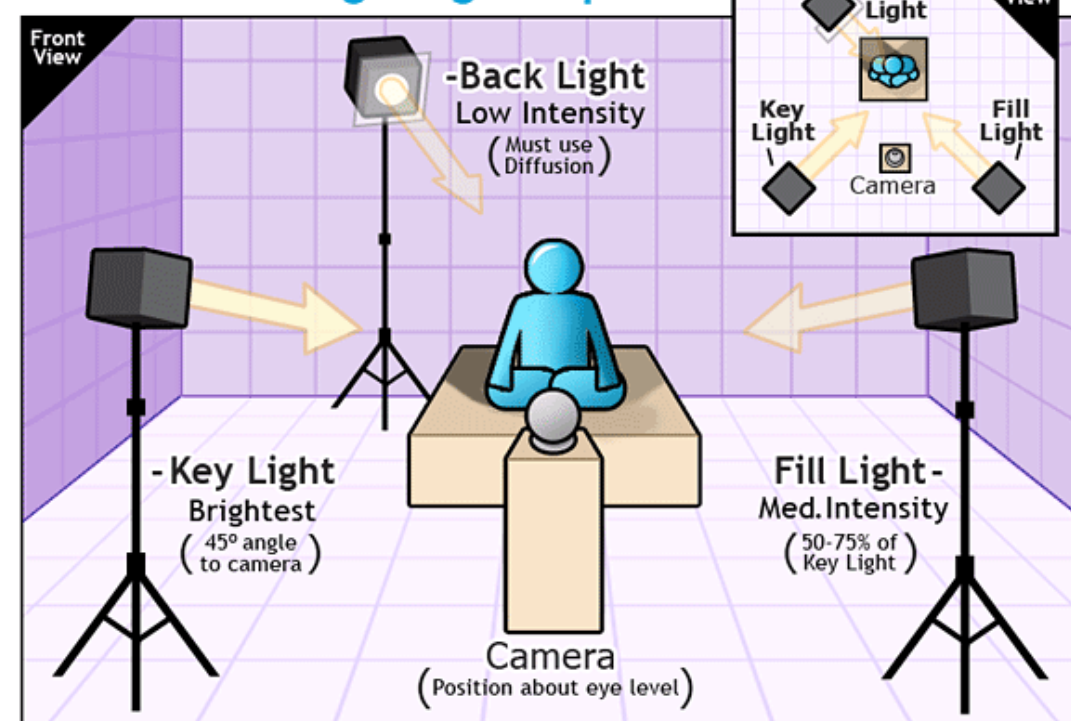 Front
View
-Back Light
Low Intensity
(Must use
Diffusion)
Light
View
Key
Light
Fill
Light
Camera
-Key Light
Brightest
(45º angle
to camera)
Fill Light-
Med.Intensity
(50-75% of
Key Light)
Camera
(Position about eye level)